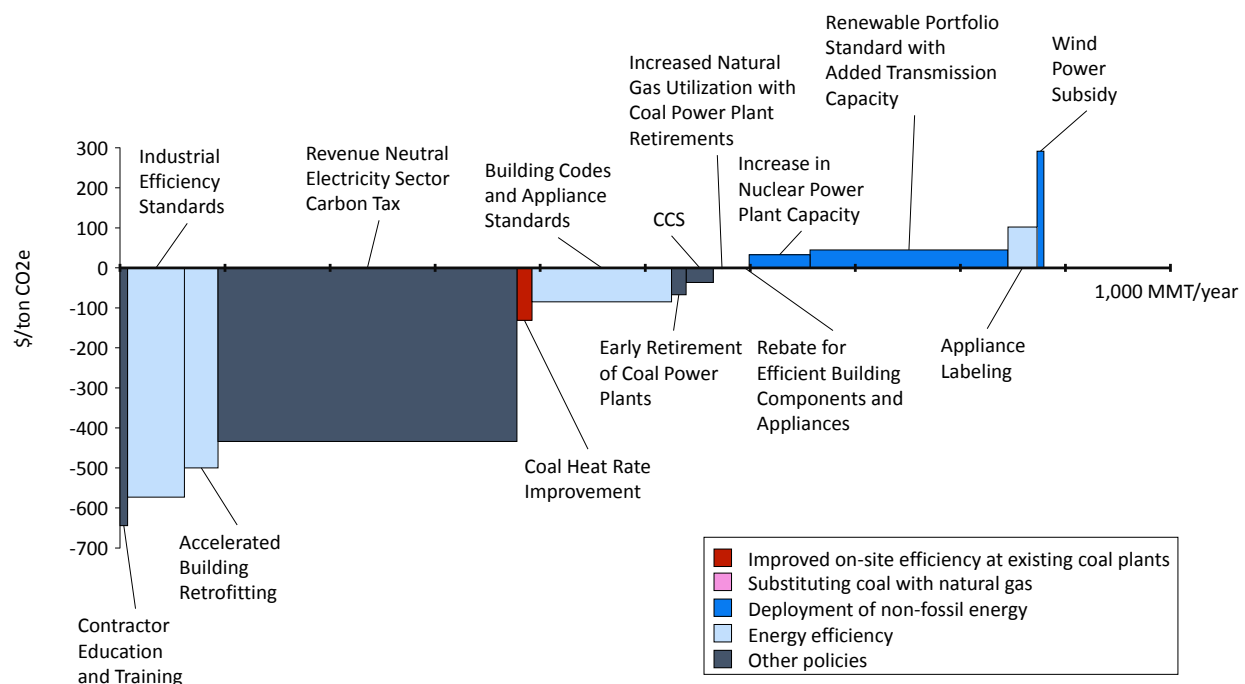 Renewable Portfolio
Standard with
Added Transmission
Capacity
Wind
Power
Subsidy
Increased Natural
Gas Utilization with
Coal Power Plant
Retirements
Industrial
Efficiency
Standards
Revenue Neutral
Electricity Sector
Carbon Tax
Building Codes
and Appliance
Standards
CCS
Increase in
Nuclear Power
Plant Capacity
$/ton CO2e
300
200
100
0
-100
-200
-300
-400
-500
-600
-700
1,000 MMT/year
Early Retirement
of Coal Power
Plants
Rebate for
Efficient Building
Components and
Appliances
Appliance
Labeling
Coal Heat Rate
Improvement
Accelerated
Building
Retrofitting
Contractor
Education
and Training
Improved on-site efficiency at existing coal plants
Substituting coal with natural gas
Deployment of non-fossil energy
Energy efficiency
Other policies